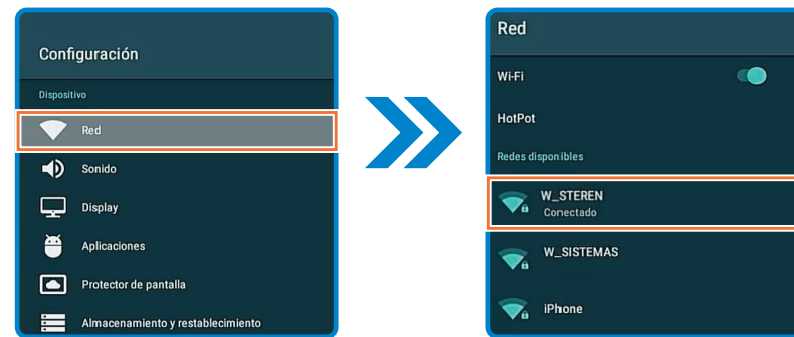 Configuración
Dispositivo
Red
Sonido
Display
Aplicaciones
Protector de pantalla
Almacenamiento y restablecimiento
Red
Wi-Fi
HotPot
Redes disponibles
W_STEREN
Conectado
W_SISTEMAS
iPhone